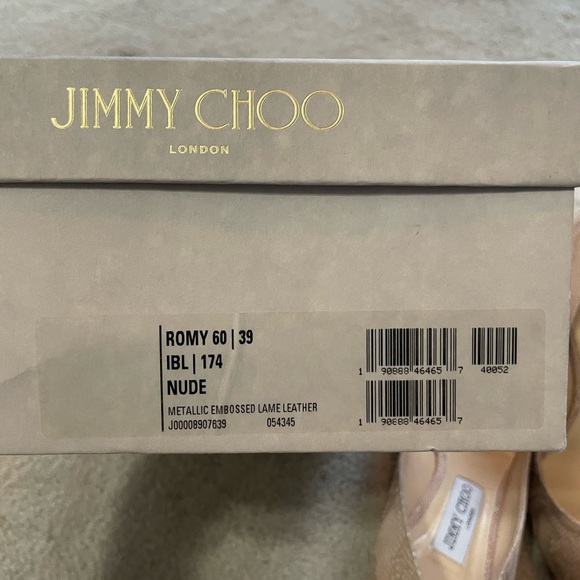 JIMMY CHOO
LONDON
ROMY 60 | 39
IBL | 174
NUDE
METALLIC EMBOSSED LAME LEATHER
J00008907639 054345
1 90888 46465 7
40052
1 90888 46465 7
JIMMY CHOO
LONDON